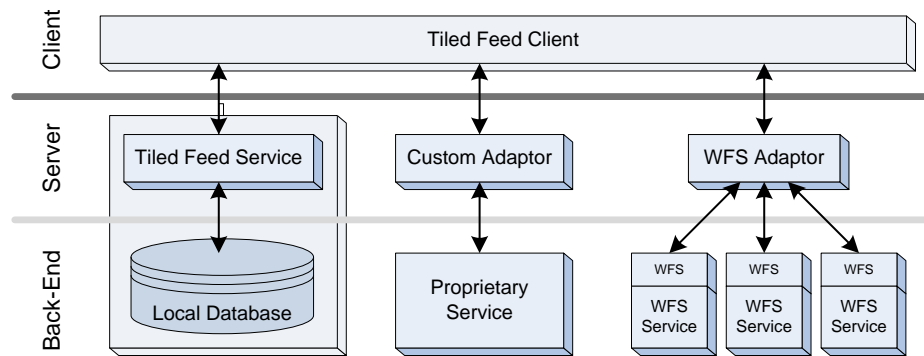 Client
Tiled Feed Client
Server
Tiled Feed Service
Custom Adaptor
WFS Adaptor
Back-End
Local Database
Proprietary
Service
WFS
WFS
Service
WFS
WFS
Service
WFS
WFS
Service